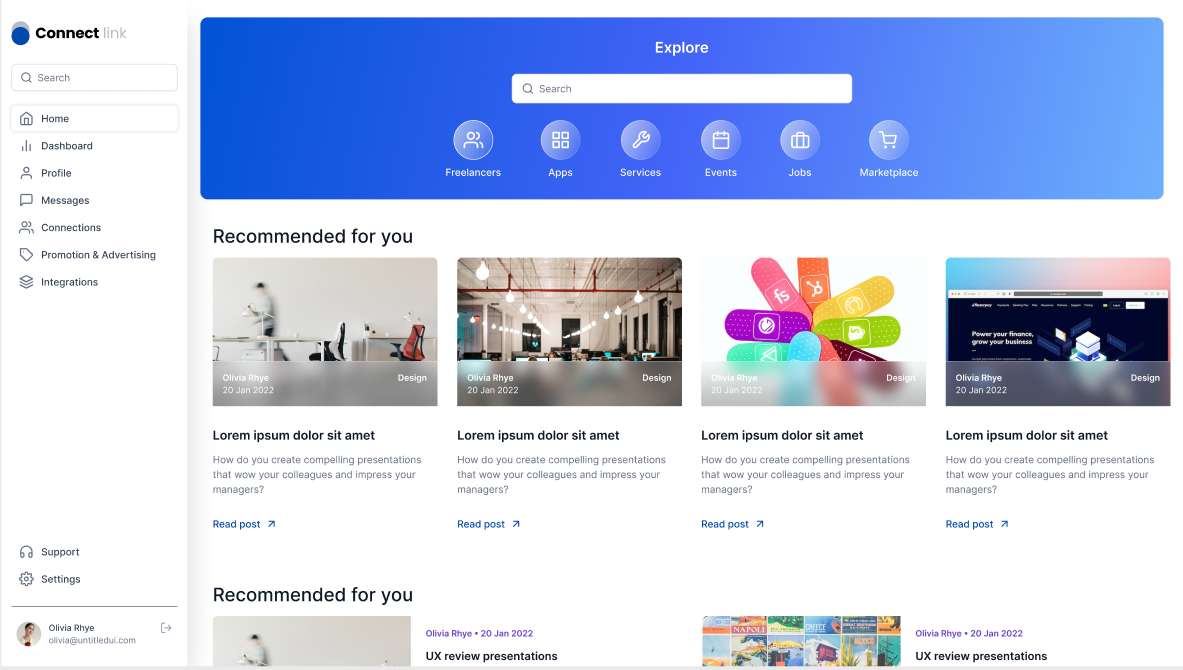 Connect link
Search
Home
Dashboard
Profile
Messages
Connections
Promotion & Advertising
Integrations
Support
Settings
Olivia Rhye
olivia@untitledui.com
Explore
Search
Freelancers Apps Services Events Jobs Marketplace
Recommended for you
Olivia Rhye Design
20 Jan 2022
Lorem ipsum dolor sit amet
How do you create compelling presentations
that wow your colleagues and impress your
managers?
Read post
Olivia Rhye Design
20 Jan 2022
Lorem ipsum dolor sit amet
How do you create compelling presentations
that wow your colleagues and impress your
managers?
Read post
fs
Olivia Rhye Design
20 Jan 2022
Lorem ipsum dolor sit amet
How do you create compelling presentations
that wow your colleagues and impress your
managers?
Read post
Power your finance,
grow your business
Olivia Rhye Design
20 Jan 2022
Lorem ipsum dolor sit amet
How do you create compelling presentations
that wow your colleagues and impress your
managers?
Read post
Recommended for you
Olivia Rhye • 20 Jan 2022
UX review presentations
NAPOLI
GREECE
Olivia Rhye • 20 Jan 2022
UX review presentations